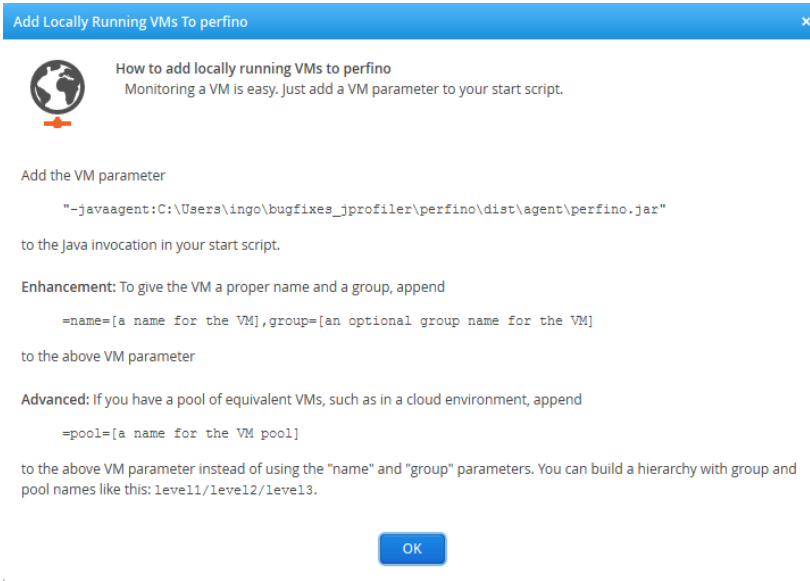 Add Locally Running VMs To perfino
How to add locally running VMs to perfino
Monitoring a VM is easy. Just add a VM parameter to your start script.
Add the VM parameter
"-javaagent:C:\Users\ingo\bugfixes_jprofiler\perfino\dist\agent\perfino.jar"
to the Java invocation in your start script.
Enhancement: To give the VM a proper name and a group, append
=name=[a name for the VM],group=[an optional group name for the VM]
to the above VM parameter
Advanced: If you have a pool of equivalent VMs, such as in a cloud environment, append
=pool=[a name for the VM pool]
to the above VM parameter instead of using the "name" and "group" parameters. You can build a hierarchy with group and
pool names like this: level1/level2/level3.
OK